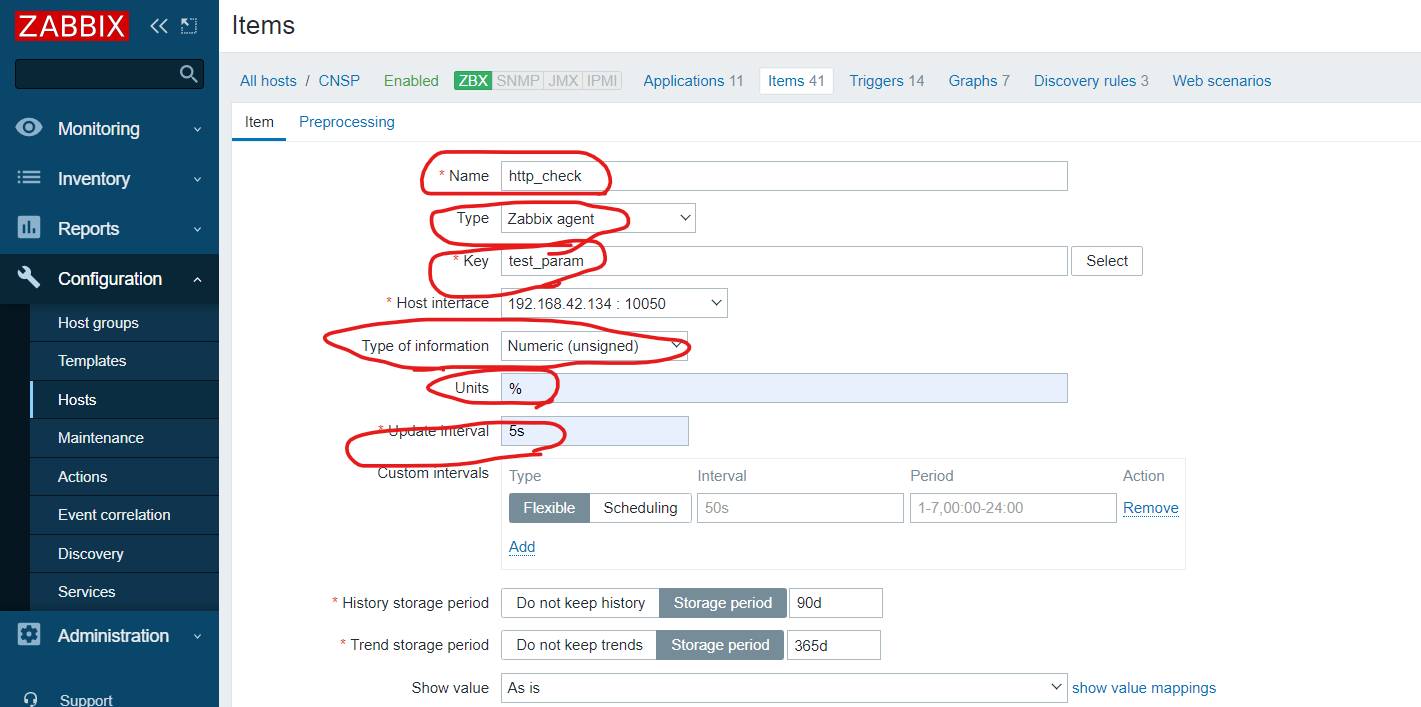 ZABBIX
Items
All hosts / CNSP Enabled ZBX SNMP JMX IPMI Applications 11 Items 41 Triggers 14 Graphs 7 Discovery rules 3 Web scenarios
Item Preprocessing
Monitoring
Inventory
Reports
Configuration
Host groups
Templates
Hosts
Maintenance
Actions
Event correlation
Discovery
Services
Administration
Support
* Name http_check
Type Zabbix agent
* Key test_param Select
* Host interface 192.168.42.134 : 10050
Type of information Numeric (unsigned)
Units %
* Update interval 5s
Custom intervals Type Interval Period Action
Flexible Scheduling 50s 1-7,00:00-24:00 Remove
Add
* History storage period Do not keep history Storage period 90d
* Trend storage period Do not keep trends Storage period 365d
Show value As is show value mappings